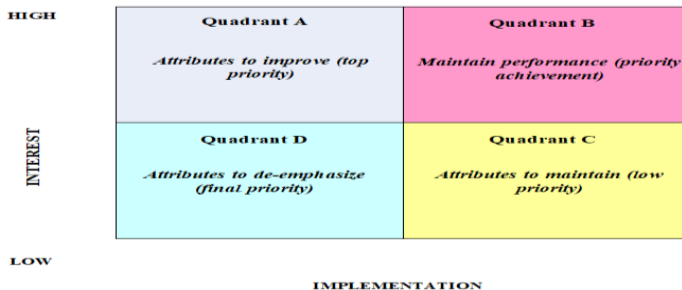 HIGH
Quadrant A
Attributes to improve (top
priority)
Quadrant B
Maintain performance (priority
achievement)
INTEREST
Quadrant D
Attributes to de-emphasize
(final priority)
Quadrant C
Attributes to maintain (low
priority)
LOW
IMPLEMENTATION